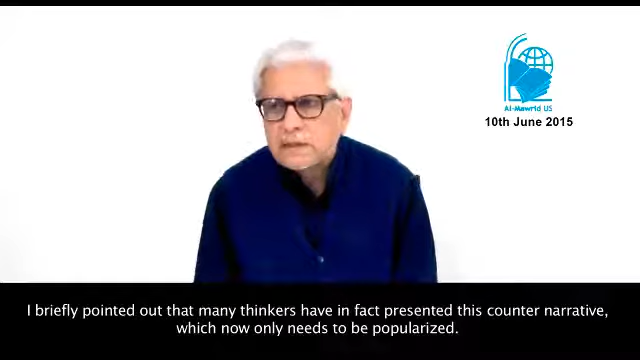 Al-Mawrid US
10th June 2015
I briefly pointed out that many thinkers have in fact presented this counter narrative,
which now only needs to be popularized.